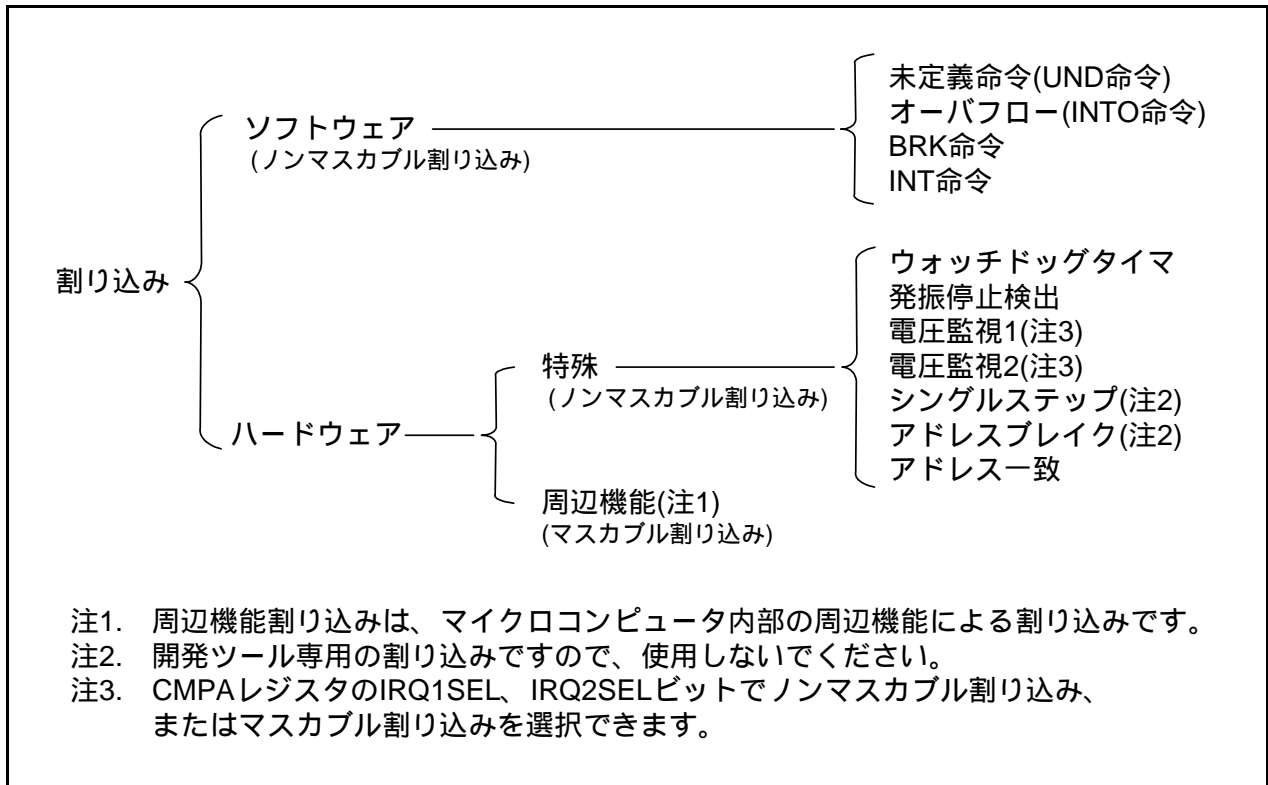 未定義命令(UND命令)
オーバフロー(INTO命令)
BRK命令
INT命令
ソフトウェア
(ノンマスカブル割り込み)
割り込み
ウォッチドッグタイマ
発振停止検出
電圧監視1(注3)
電圧監視2(注3)
シングルステップ(注2)
アドレスブレイク(注2)
アドレス一致
特殊
(ノンマスカブル割り込み)
ハードウェア
周辺機能(注1)
(マスカブル割り込み)
注1. 周辺機能割り込みは、マイクロコンピュータ内部の周辺機能による割り込みです。
注2. 開発ツール専用の割り込みですので、使用しないでください。
注3. CMPAレジスタのIRQ1SEL、IRQ2SELビットでノンマスカブル割り込み、
またはマスカブル割り込みを選択できます。